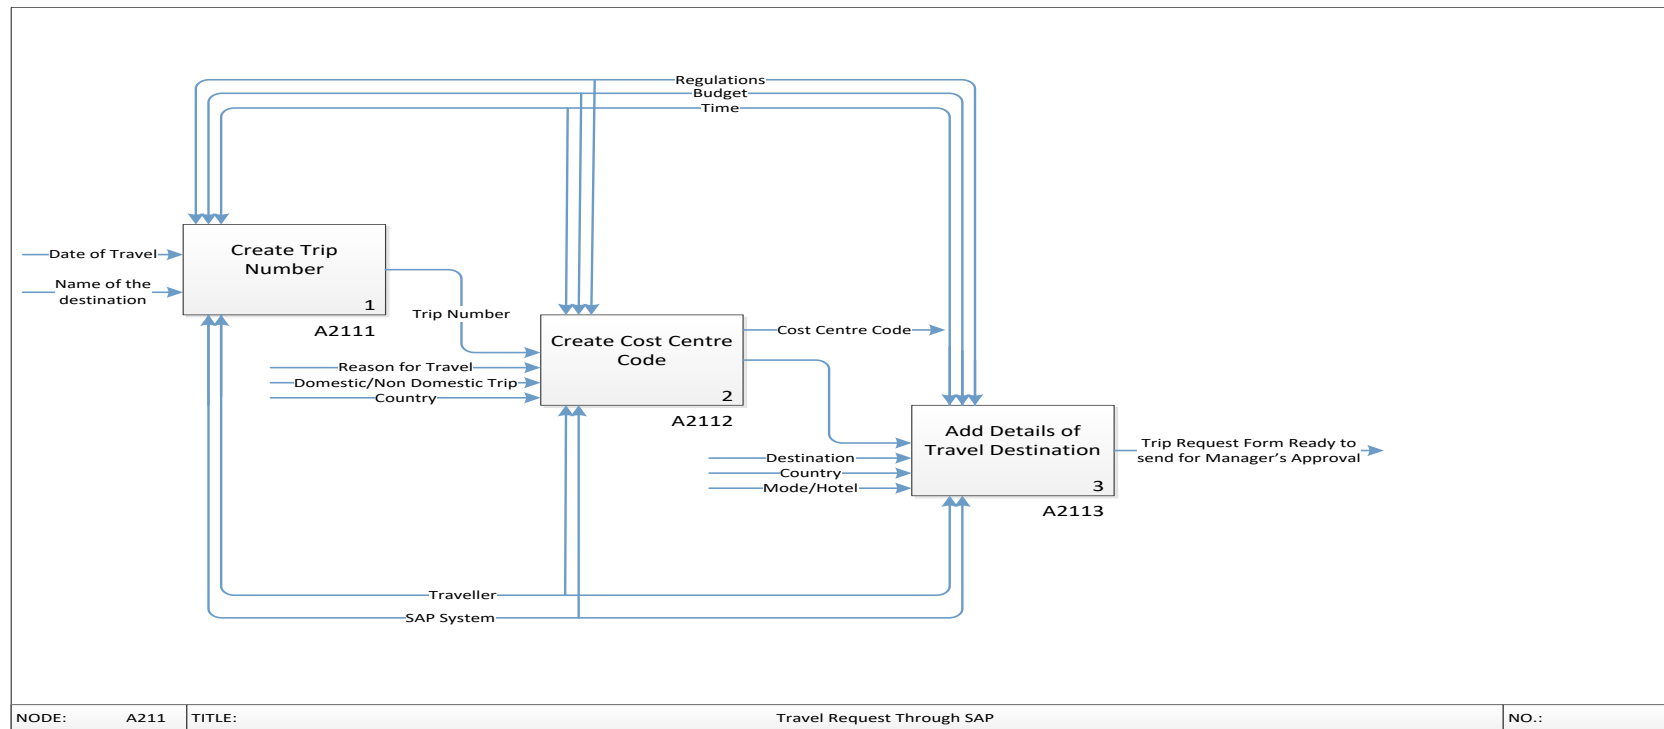 Regulations
Budget
Time
Date of Travel
Name of the
destination
Create Trip
Number
1
A2111
Trip Number
Reason for Travel
Domestic/Non Domestic Trip
Country
Create Cost Centre
Code
2
A2112
Cost Centre Code
Destination
Country
Mode/Hotel
Add Details of
Travel Destination
3
A2113
Trip Request Form Ready to
send for Manager’s Approval
Traveller
SAP System
NODE: A211 TITLE: Travel Request Through SAP NO.: